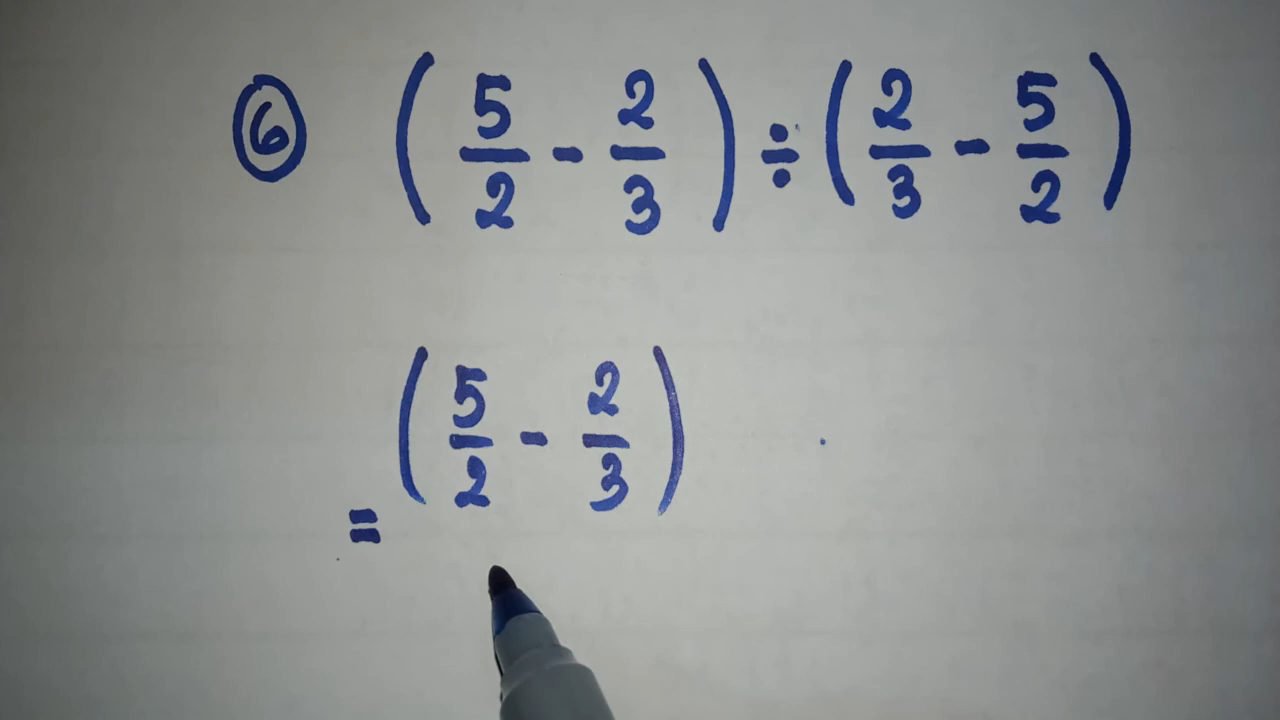 ⑥ (5/2 - 2/3) ÷ (2/3 - 5/2)
= (5/2 - 2/3)